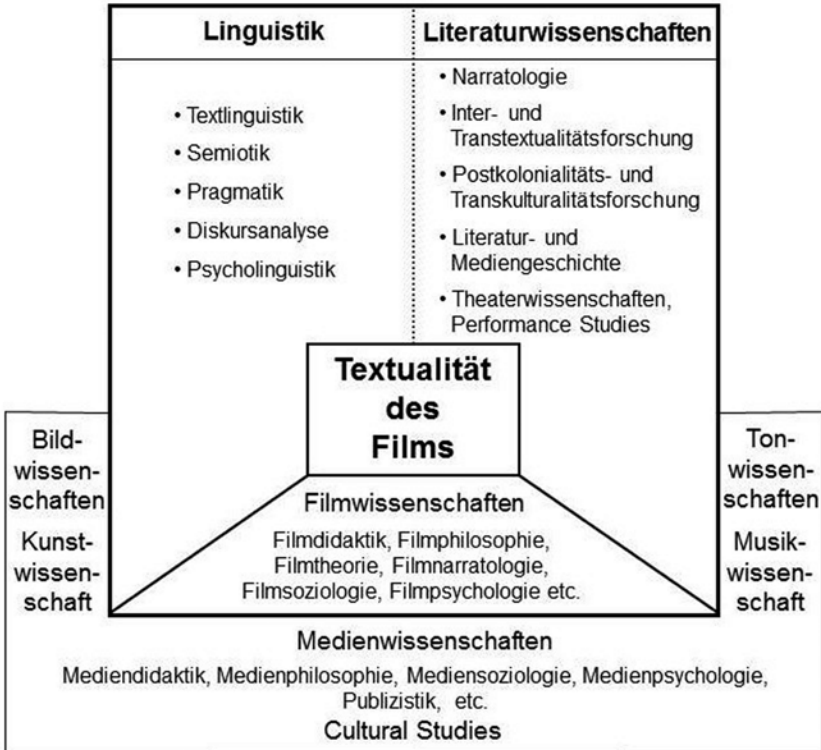 Linguistik
Literaturwissenschaften
• Textlinguistik
• Semiotik
• Pragmatik
• Diskursanalyse
• Psycholinguistik
• Narratologie
• Inter- und
Transtextualitätsforschung
• Postkolonialitäts- und
Transkulturalitätsforschung
• Literatur- und
Mediengeschichte
• Theaterwissenschaften,
Performance Studies
Textualität
des
Films
Bild-
wissen-
schaften
Kunst-
wissen-
schaft
Filmwissenschaften
Filmdidaktik, Filmphilosophie,
Filmtheorie, Filmnarratologie,
Filmsoziologie, Filmpsychologie etc.
Ton-
wissen-
schaften
Musik-
wissen-
schaft
Medienwissenschaften
Mediendidaktik, Medienphilosophie, Mediensoziologie, Medienpsychologie,
Publizistik, etc.
Cultural Studies